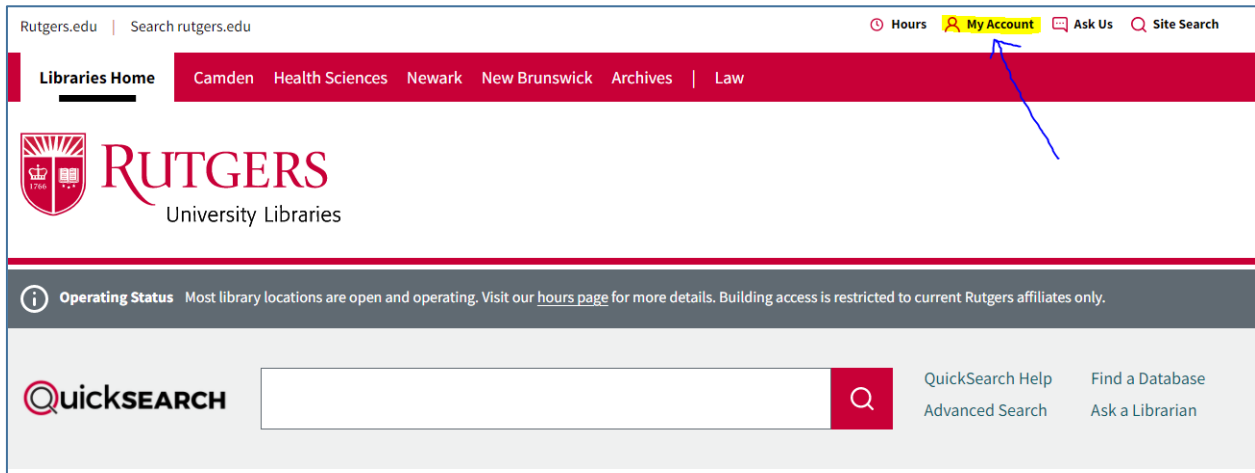 Rutgers.edu | Search rutgers.edu Hours My Account Ask Us Site Search
Libraries Home Camden Health Sciences Newark New Brunswick Archives | Law
1766
RUTGERS
University Libraries
Operating Status Most library locations are open and operating. Visit our hours page for more details. Building access is restricted to current Rutgers affiliates only.
QuickSEARCH
QuickSearch Help Find a Database
Advanced Search Ask a Librarian